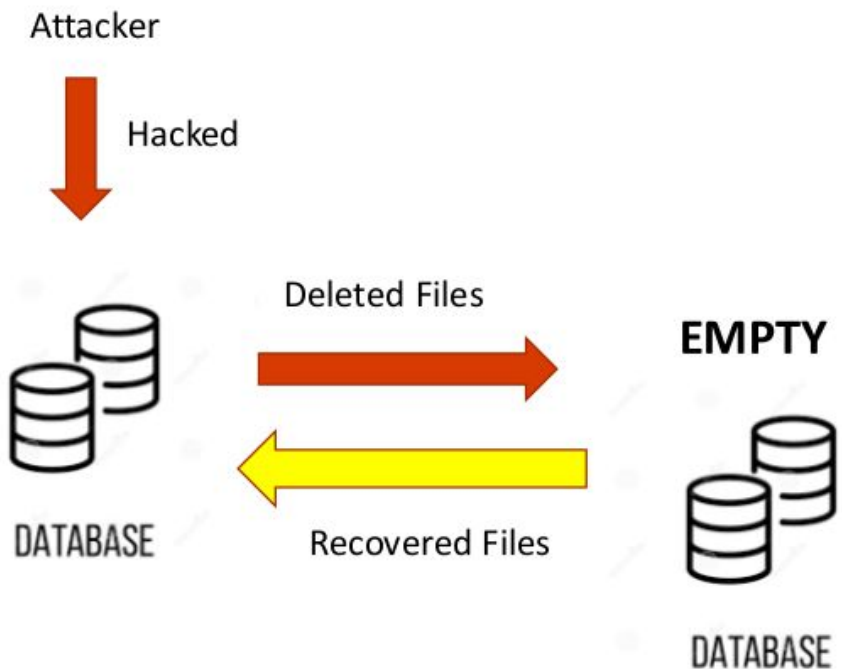 Attacker
Hacked
Deleted Files
EMPTY
DATABASE
Recovered Files
DATABASE